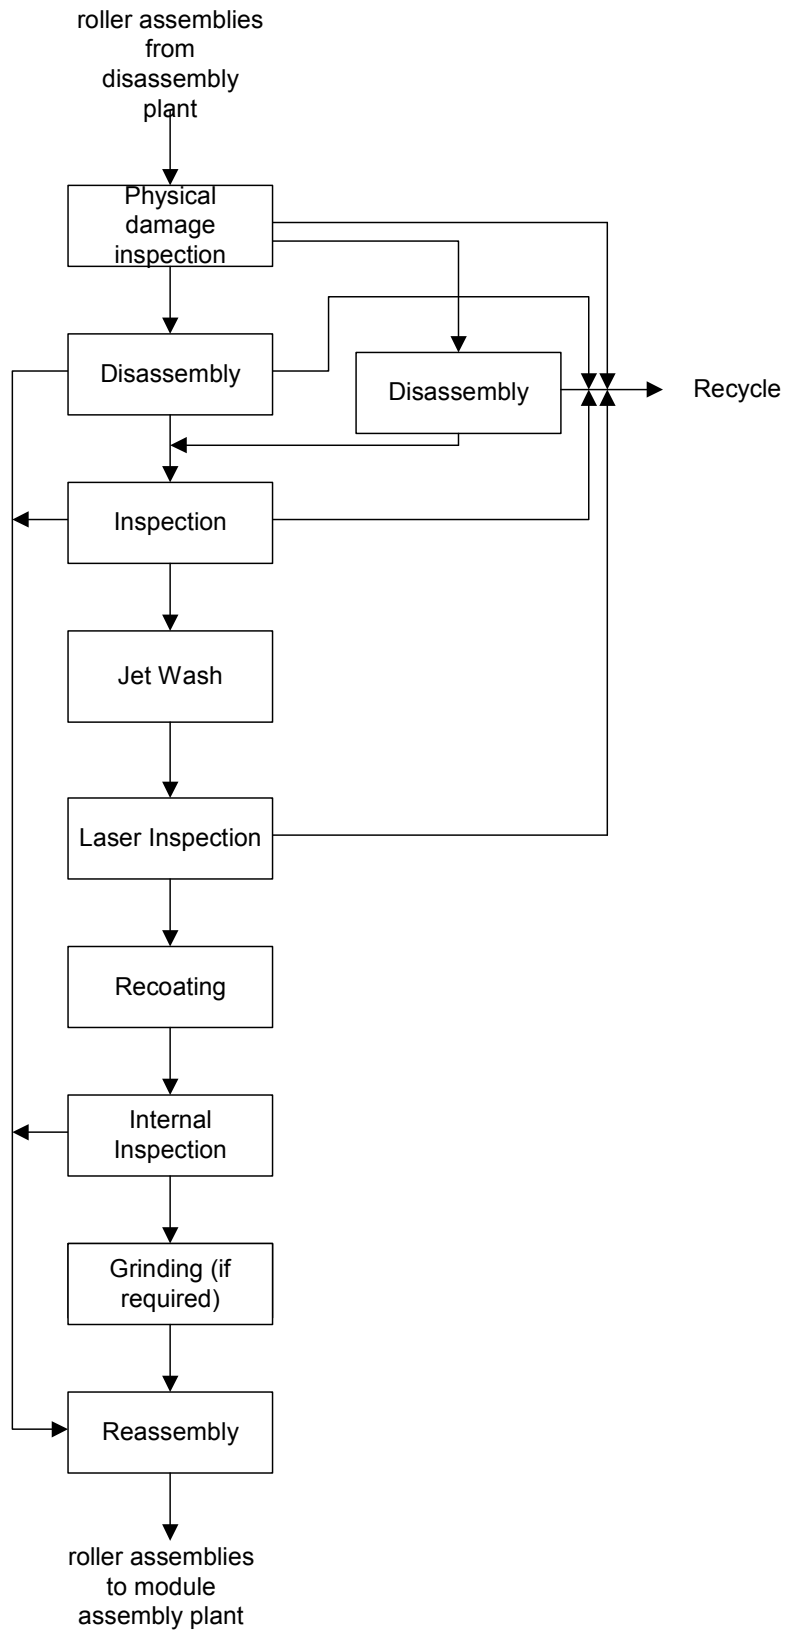 roller assemblies
from
disassembly
plant
Physical
damage
inspection
Disassembly
Disassembly
Recycle
Inspection
Jet Wash
Laser Inspection
Recoating
Internal
Inspection
Grinding (if
required)
Reassembly
roller assemblies
to module
assembly plant